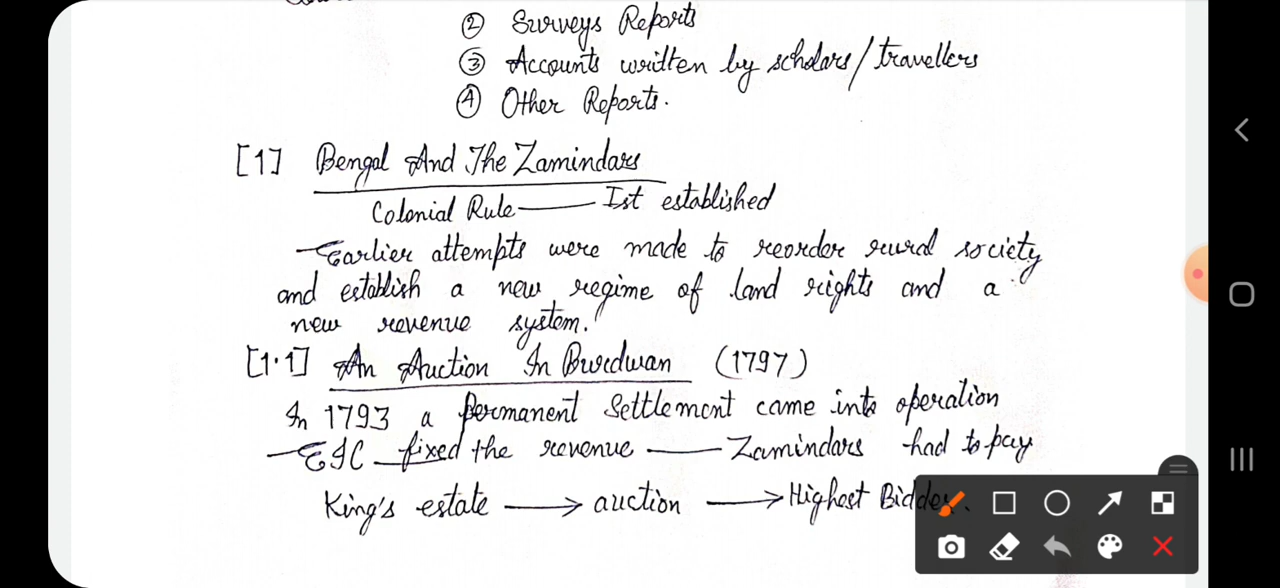 ② Surveys Reports
③ Accounts written by scholars/travellers
④ Other Reports.
[1] Bengal And The Zamindars
Colonial Rule — Ist established
- Earlier attempts were made to reorder rural society
and establish a new regime of land rights and a
new revenue system.
[1.1] An Auction In Burdwan (1797)
In 1793 a permanent Settlement came into operation
- EIC fixed the revenue — Zamindars had to pay
King's estate → auction → Highest Bidder.